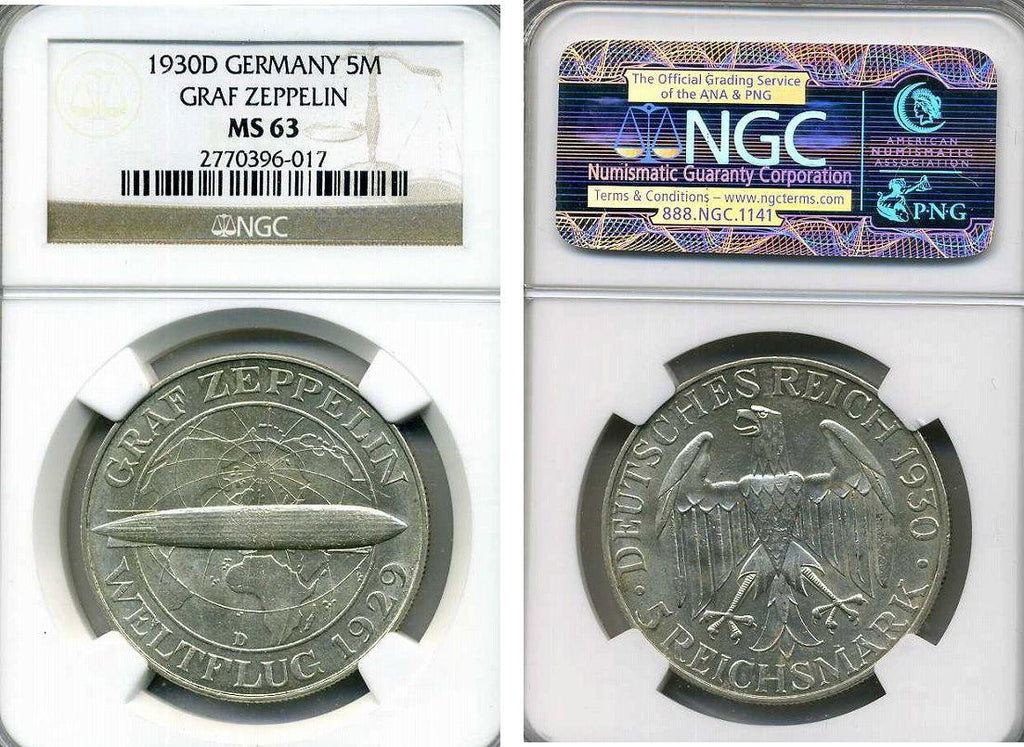 1930D GERMANY 5M
GRAF ZEPPELIN
MS 63
2770396-017
NGC
GRAF ZEPPELIN
D
WELTFLUG 1929
The Official Grading Service
of the ANA & PNG
NGC
Numismatic Guaranty Corporation
Terms & Conditions – www.ngcterms.com
888.NGC.1141
AMERICAN
NUMISMATIC
ASSOCIATION
P·N·G
DEUTSCHES REICH 1930
· 5 REICHSMARK ·